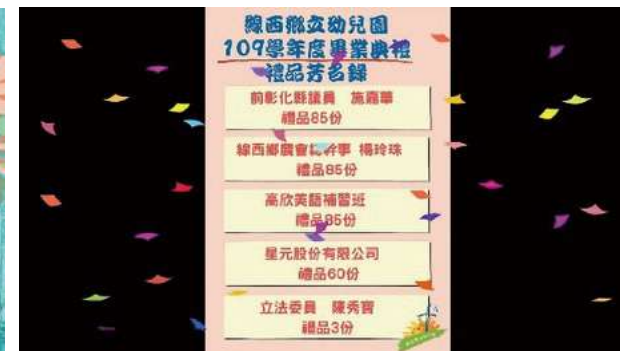 線西鄉立幼兒園
109學年度畢業典禮
禮品芳名錄
前彰化縣議員 施嘉華
禮品85份
線西鄉農會總幹事 楊玲珠
禮品85份
高欣美語補習班
禮品85份
星元股份有限公司
禮品60份
立法委員 陳秀寳
禮品3份